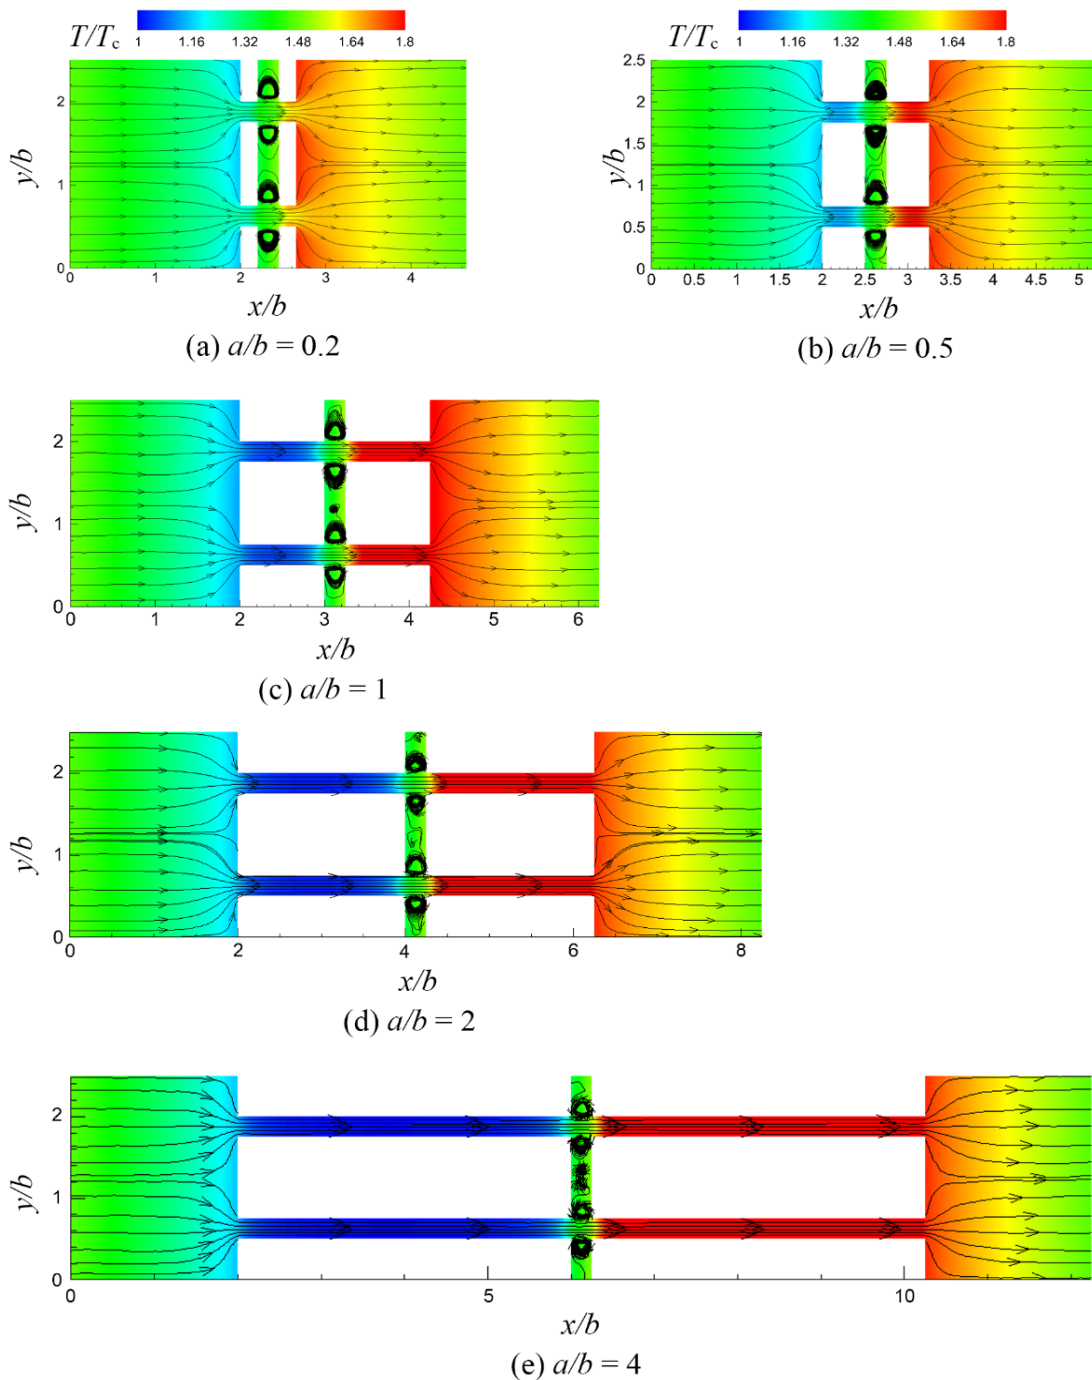 T/Tc 1 1.16 1.32 1.48 1.64 1.8
y/b
2
1
0
0 1 2 3 4
x/b
(a) a/b = 0.2
T/Tc 1 1.16 1.32 1.48 1.64 1.8
y/b
2.5
2
1.5
1
0.5
0
0 0.5 1 1.5 2 2.5 3 3.5 4 4.5 5
x/b
(b) a/b = 0.5
y/b
2
1
0
0 1 2 3 4 5 6
x/b
(c) a/b = 1
y/b
2
1
0
0 2 4 6 8
x/b
(d) a/b = 2
y/b
2
1
0
0 5 10
x/b
(e) a/b = 4